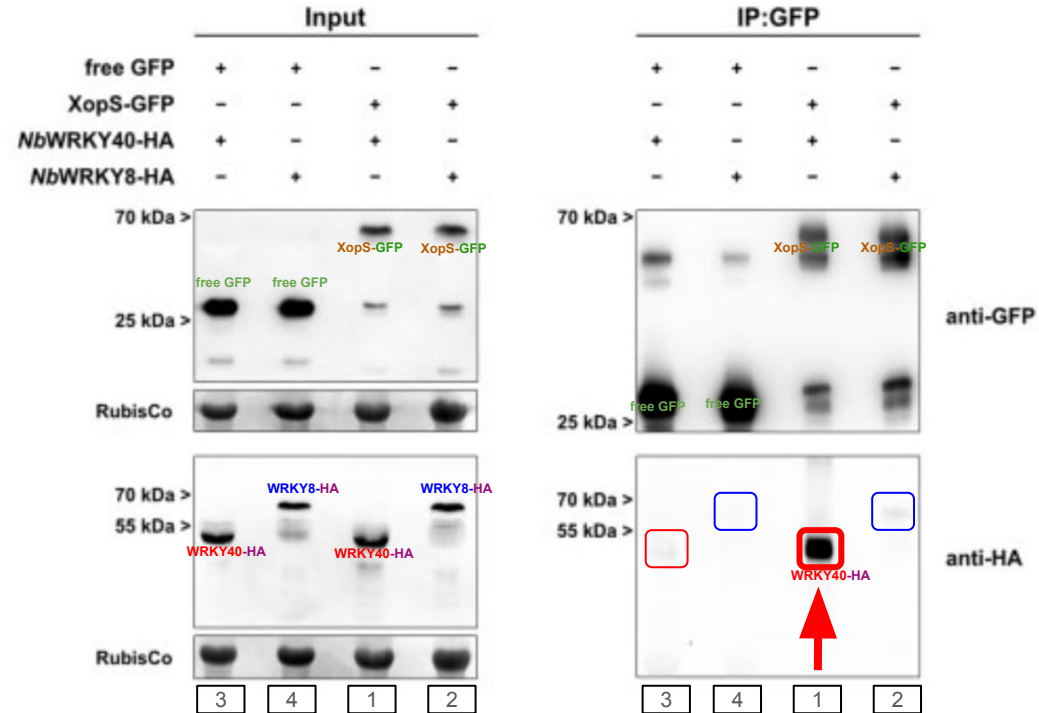 Input IP:GFP
free GFP + + − − + + − −
XopS-GFP − − + + − − + +
NbWRKY40-HA + − + − + − + −
NbWRKY8-HA − + − + − + − +
70 kDa > 70 kDa >
XopS-GFP XopS-GFP XopS-GFP XopS-GFP
free GFP free GFP
25 kDa > anti-GFP
free GFP free GFP
RubisCo 25 kDa >
WRKY8-HA WRKY8-HA
70 kDa > 70 kDa >
55 kDa > 55 kDa >
WRKY40-HA WRKY40-HA anti-HA
WRKY40-HA
RubisCo
3 4 1 2 3 4 1 2